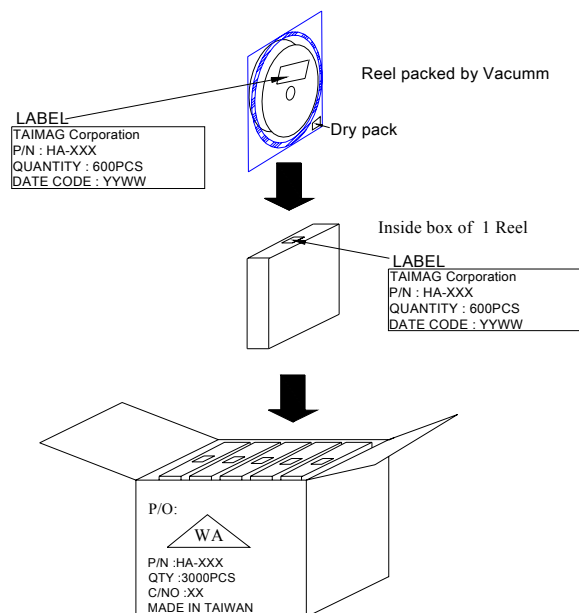 Reel packed by Vacumm
Dry pack
LABEL
TAIMAG Corporation
P/N : HA-XXX
QUANTITY : 600PCS
DATE CODE : YYWW
Inside box of 1 Reel
LABEL
TAIMAG Corporation
P/N : HA-XXX
QUANTITY : 600PCS
DATE CODE : YYWW
P/O:
WA
P/N :HA-XXX
QTY :3000PCS
C/NO :XX
MADE IN TAIWAN